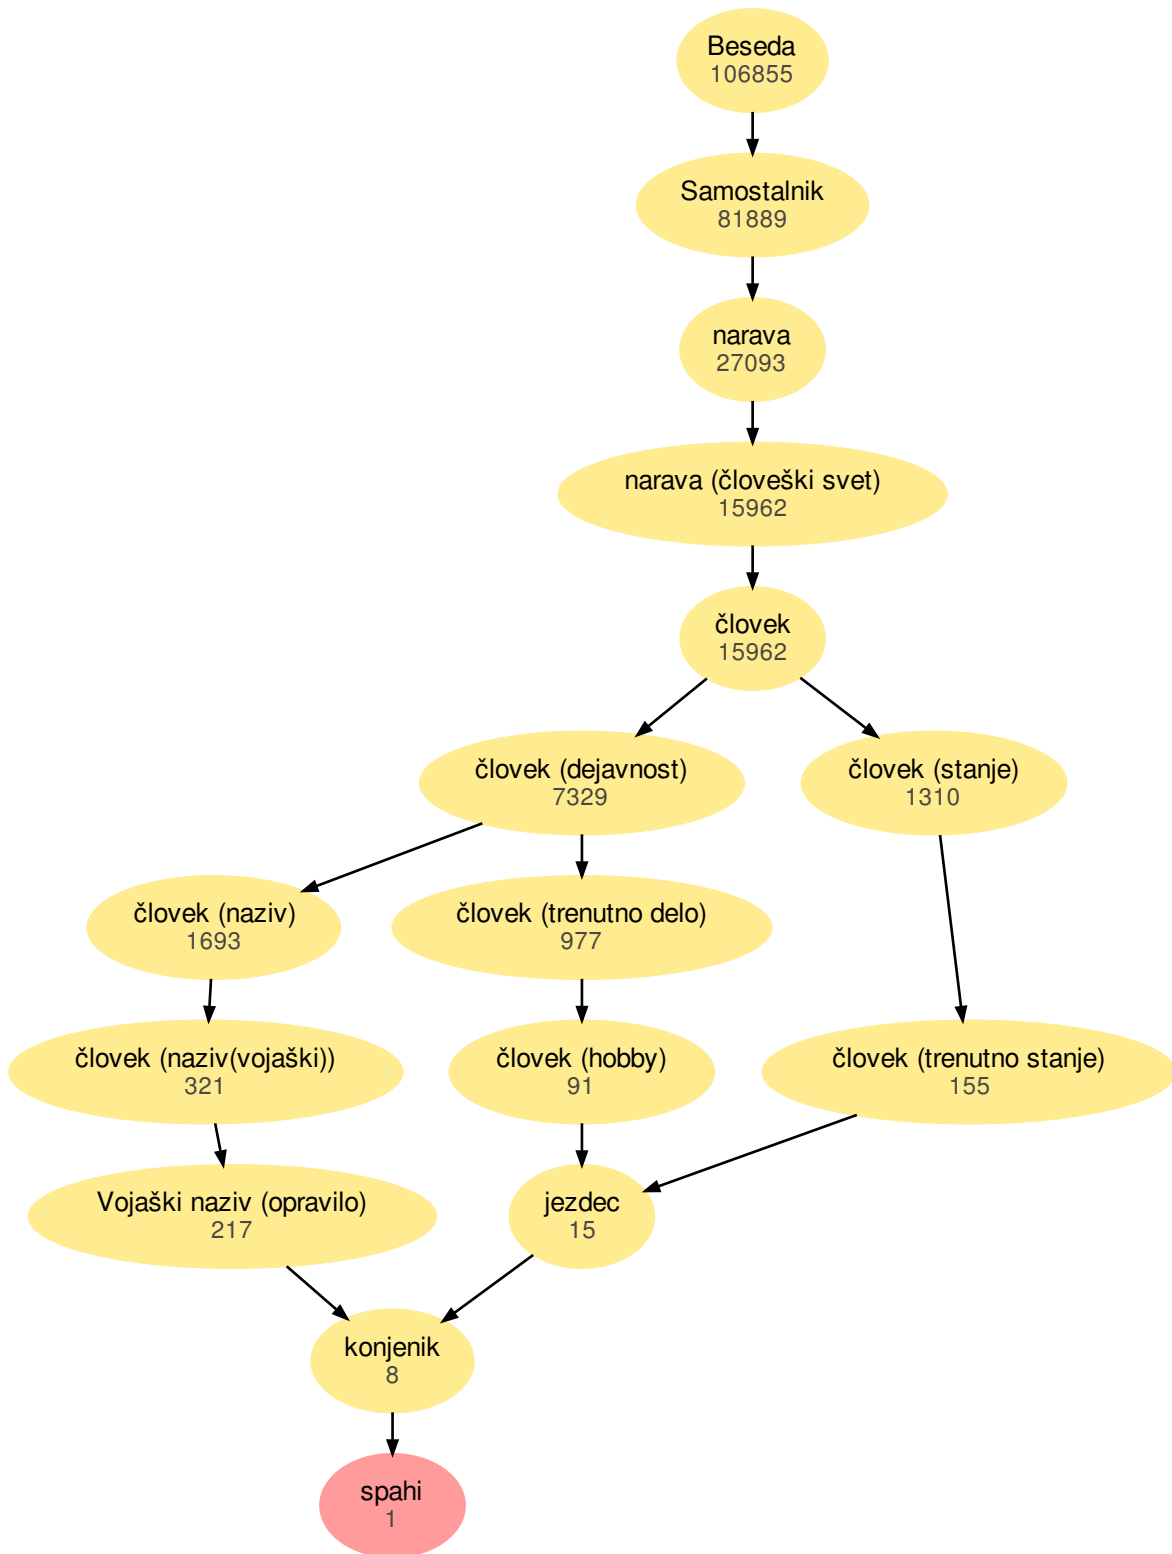 Beseda
106855
Samostalnik
81889
narava
27093
narava (človeški svet)
15962
človek
15962
človek (dejavnost)
7329
človek (stanje)
1310
človek (naziv)
1693
človek (trenutno delo)
977
človek (naziv(vojaški))
321
človek (hobby)
91
človek (trenutno stanje)
155
Vojaški naziv (opravilo)
217
jezdec
15
konjenik
8
spahi
1